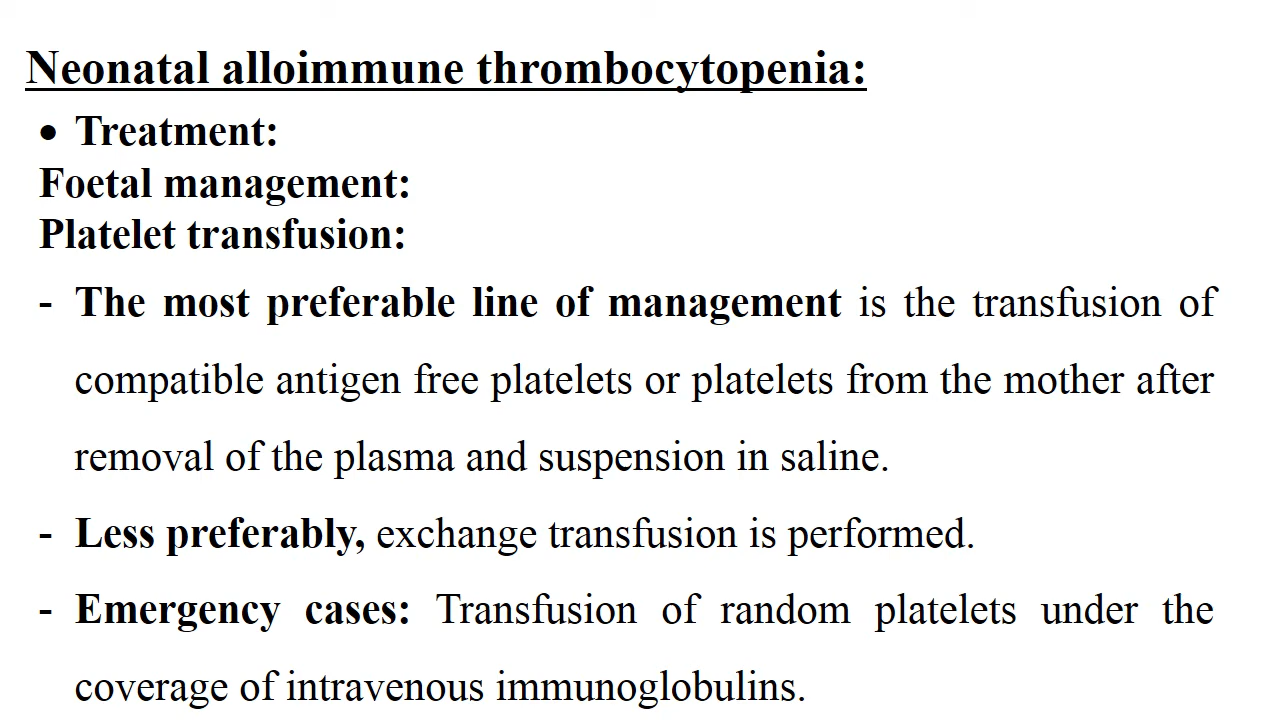 Neonatal alloimmune thrombocytopenia:
• Treatment:
Foetal management:
Platelet transfusion:
- The most preferable line of management is the transfusion of
compatible antigen free platelets or platelets from the mother after
removal of the plasma and suspension in saline.
- Less preferably, exchange transfusion is performed.
- Emergency cases: Transfusion of random platelets under the
coverage of intravenous immunoglobulins.